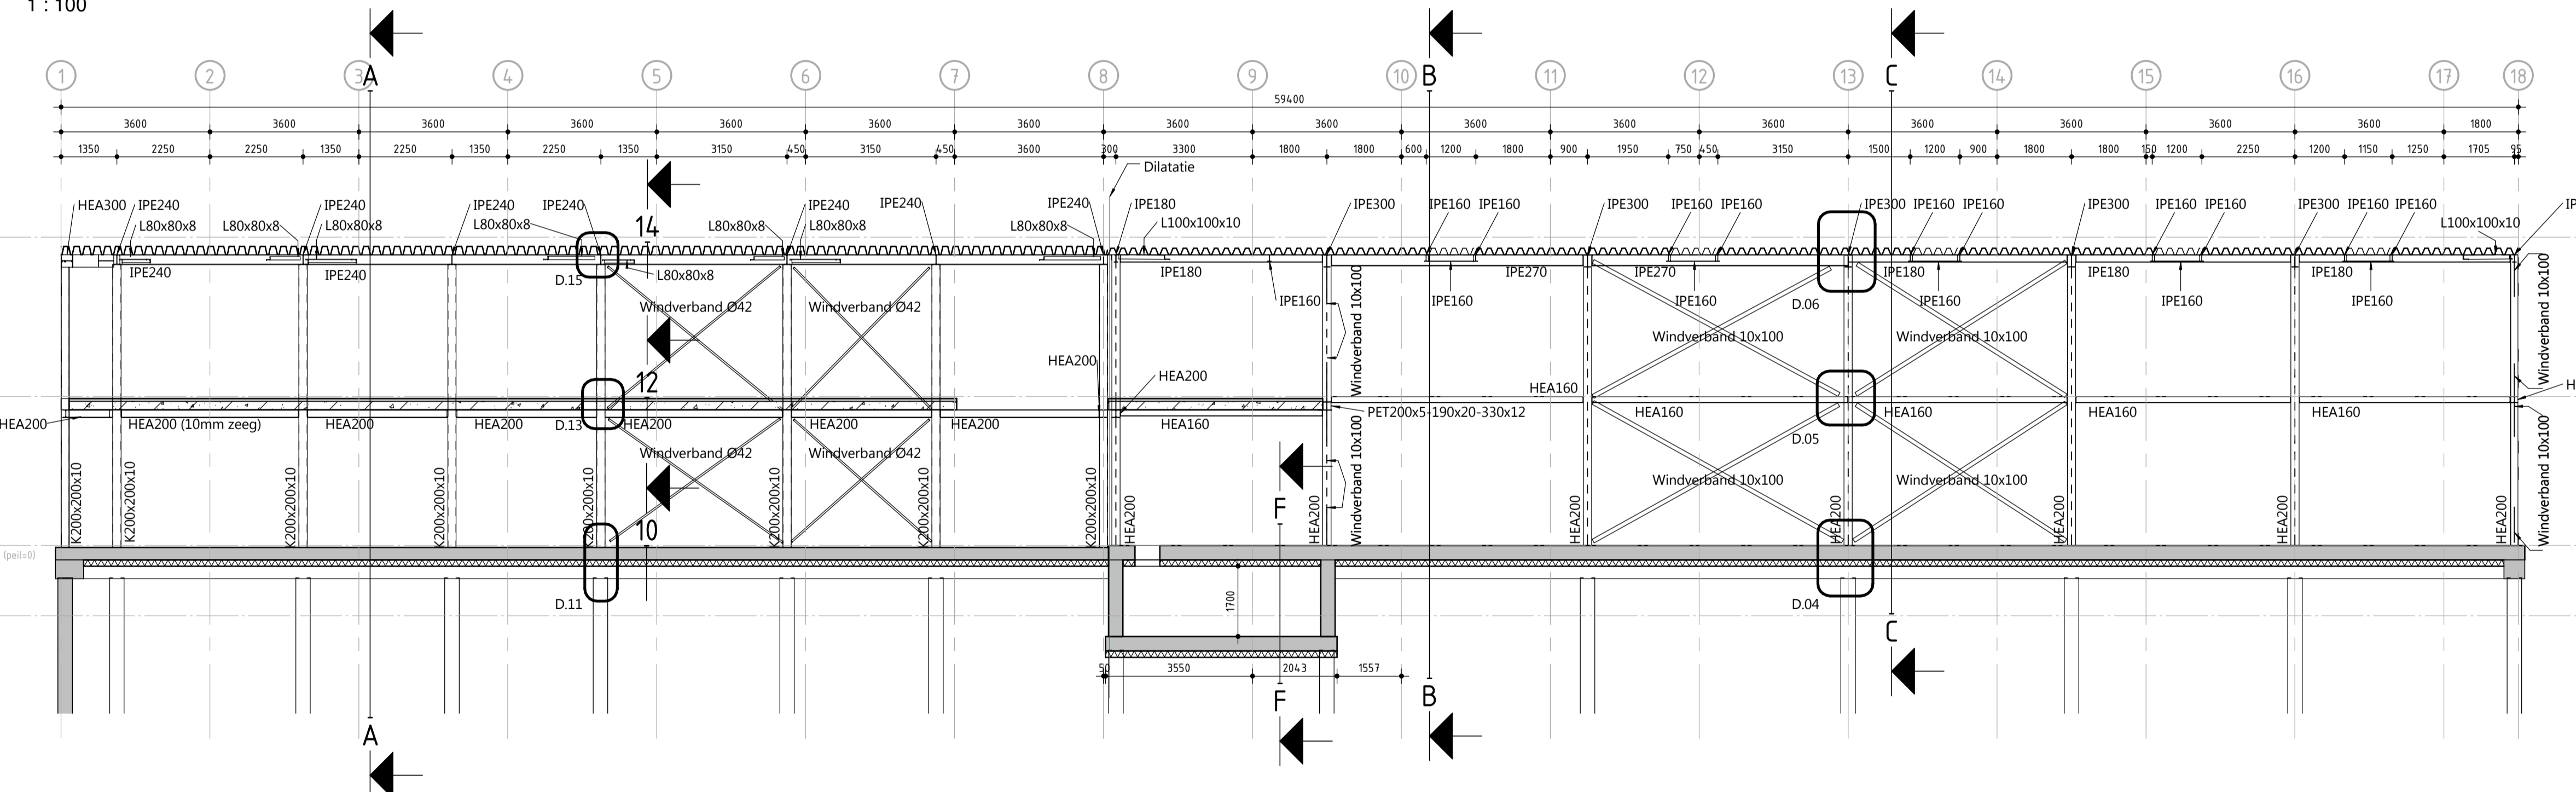 1 : 100
A B C
1 2 3 4 5 6 7 8 9 10 11 12 13 14 15 16 17 18
59400
3600 3600 3600 3600 3600 3600 3600 3600 3600 3600 3600 3600 3600 3600 3600 3600 1800
1350 2250 2250 1350 2250 1350 2250 1350 3150 450 3150 450 3600 300 3300 1800 1800 600 1200 1800 900 1950 750 450 3150 1500 1200 900 1800 1800 150 1200 2250 1200 1150 1250 1705 95
Dilatatie
HEA300 IPE240 IPE240 IPE240 IPE240 IPE240 IPE240 IPE240 IPE180 IPE300 IPE160 IPE160 IPE300 IPE160 IPE160 IPE300 IPE160 IPE160 IPE300 IPE160 IPE160 IPE300 IPE160 IPE160 IP
L80x80x8 L80x80x8 L80x80x8 L80x80x8 L80x80x8 L80x80x8 L80x80x8 L100x100x10 L100x100x10
14
IPE240 IPE240 L80x80x8 IPE180 IPE270 IPE270 IPE180 IPE180 IPE180
D.15
IPE160 IPE160 IPE160 IPE160 IPE160 IPE160
D.06
Windverband Ø42 Windverband Ø42
Windverband 10x100 Windverband 10x100
Windverband 10x100 Windverband 10x100
HEA200
HEA200
12
HEA160
H
PET200x5-190x20-330x12
HEA160 HEA160 HEA160 HEA160
HEA200 HEA200 (10mm zeeg) HEA200 HEA200 D.13 HEA200 HEA200 HEA200 HEA160
D.05
Windverband Ø42 Windverband Ø42
Windverband 10x100 Windverband 10x100
Windverband 10x100 Windverband 10x100
K200x200x10 K200x200x10 K200x200x10 K200x200x10 K200x200x10 K200x200x10 K200x200x10 K200x200x10
HEA200 HEA200 HEA200 HEA200 HEA200 HEA200 HEA200
F
10
(peil=0)
1700
D.11 D.04
C
50 3550 2043 1557
F B
A